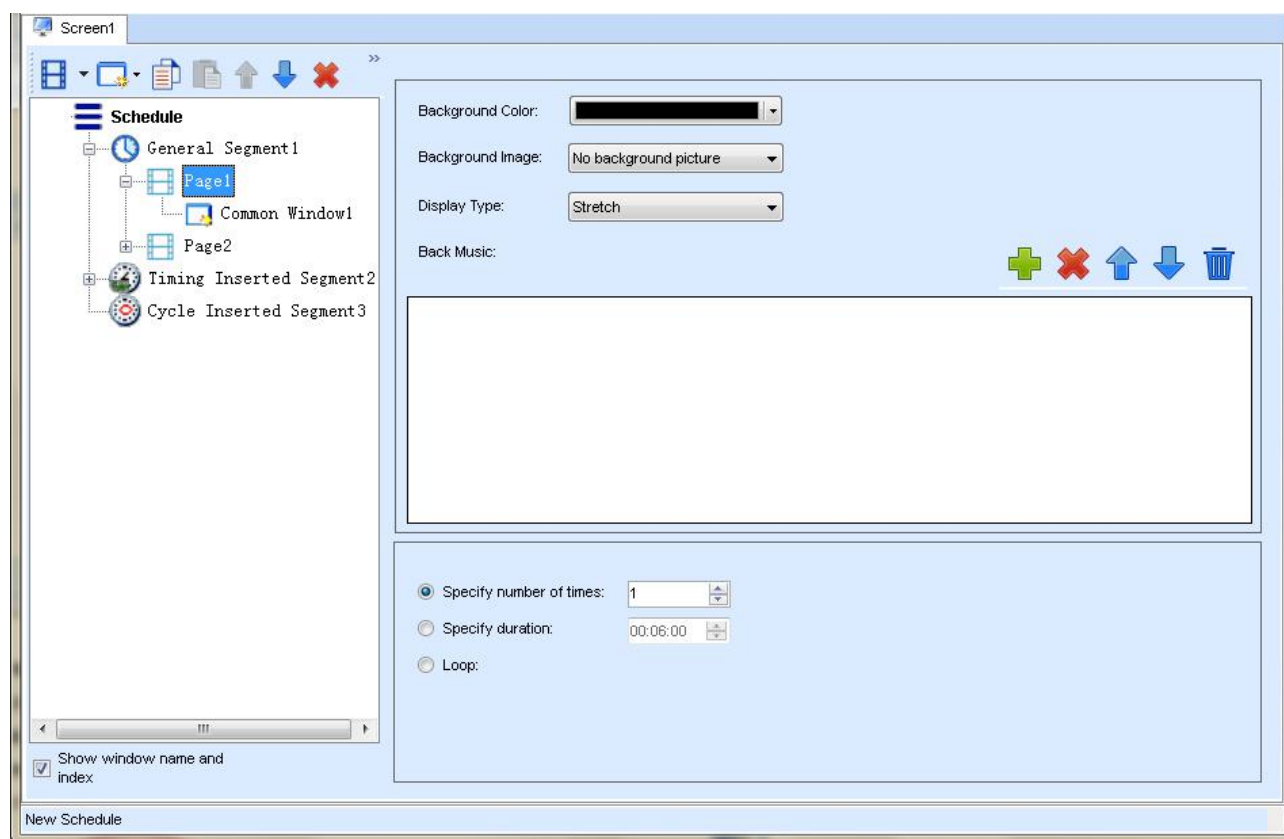 Screen1
»
Schedule
General Segment1
Page1
Common Window1
Page2
Timing Inserted Segment2
Cycle Inserted Segment3
Show window name and
index
Background Color:
Background Image: No background picture
Display Type: Stretch
Back Music:
Specify number of times: 1
Specify duration: 00:06:00
Loop:
New Schedule